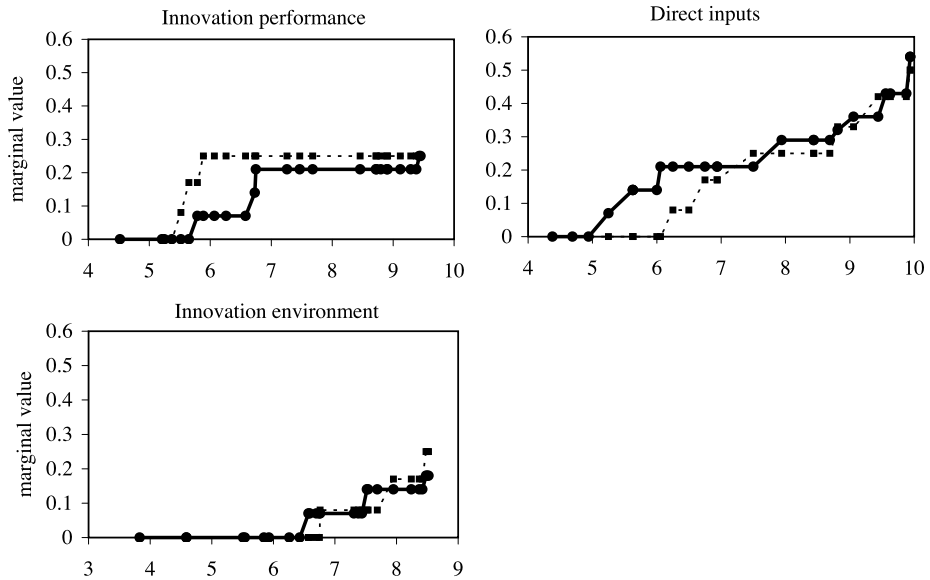 Innovation performance
0.6
0.5
0.4
0.3
0.2
0.1
0
marginal value
4 5 6 7 8 9 10
Direct inputs
0.6
0.5
0.4
0.3
0.2
0.1
0
4 5 6 7 8 9 10
Innovation environment
0.6
0.5
0.4
0.3
0.2
0.1
0
marginal value
3 4 5 6 7 8 9